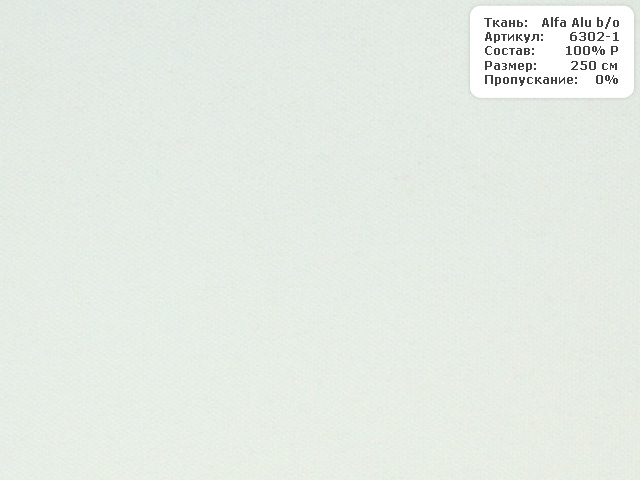 Ткань: Alfa Alu b/o
Артикул: 6302-1
Состав: 100% P
Размер: 250 см
Пропускание: 0%